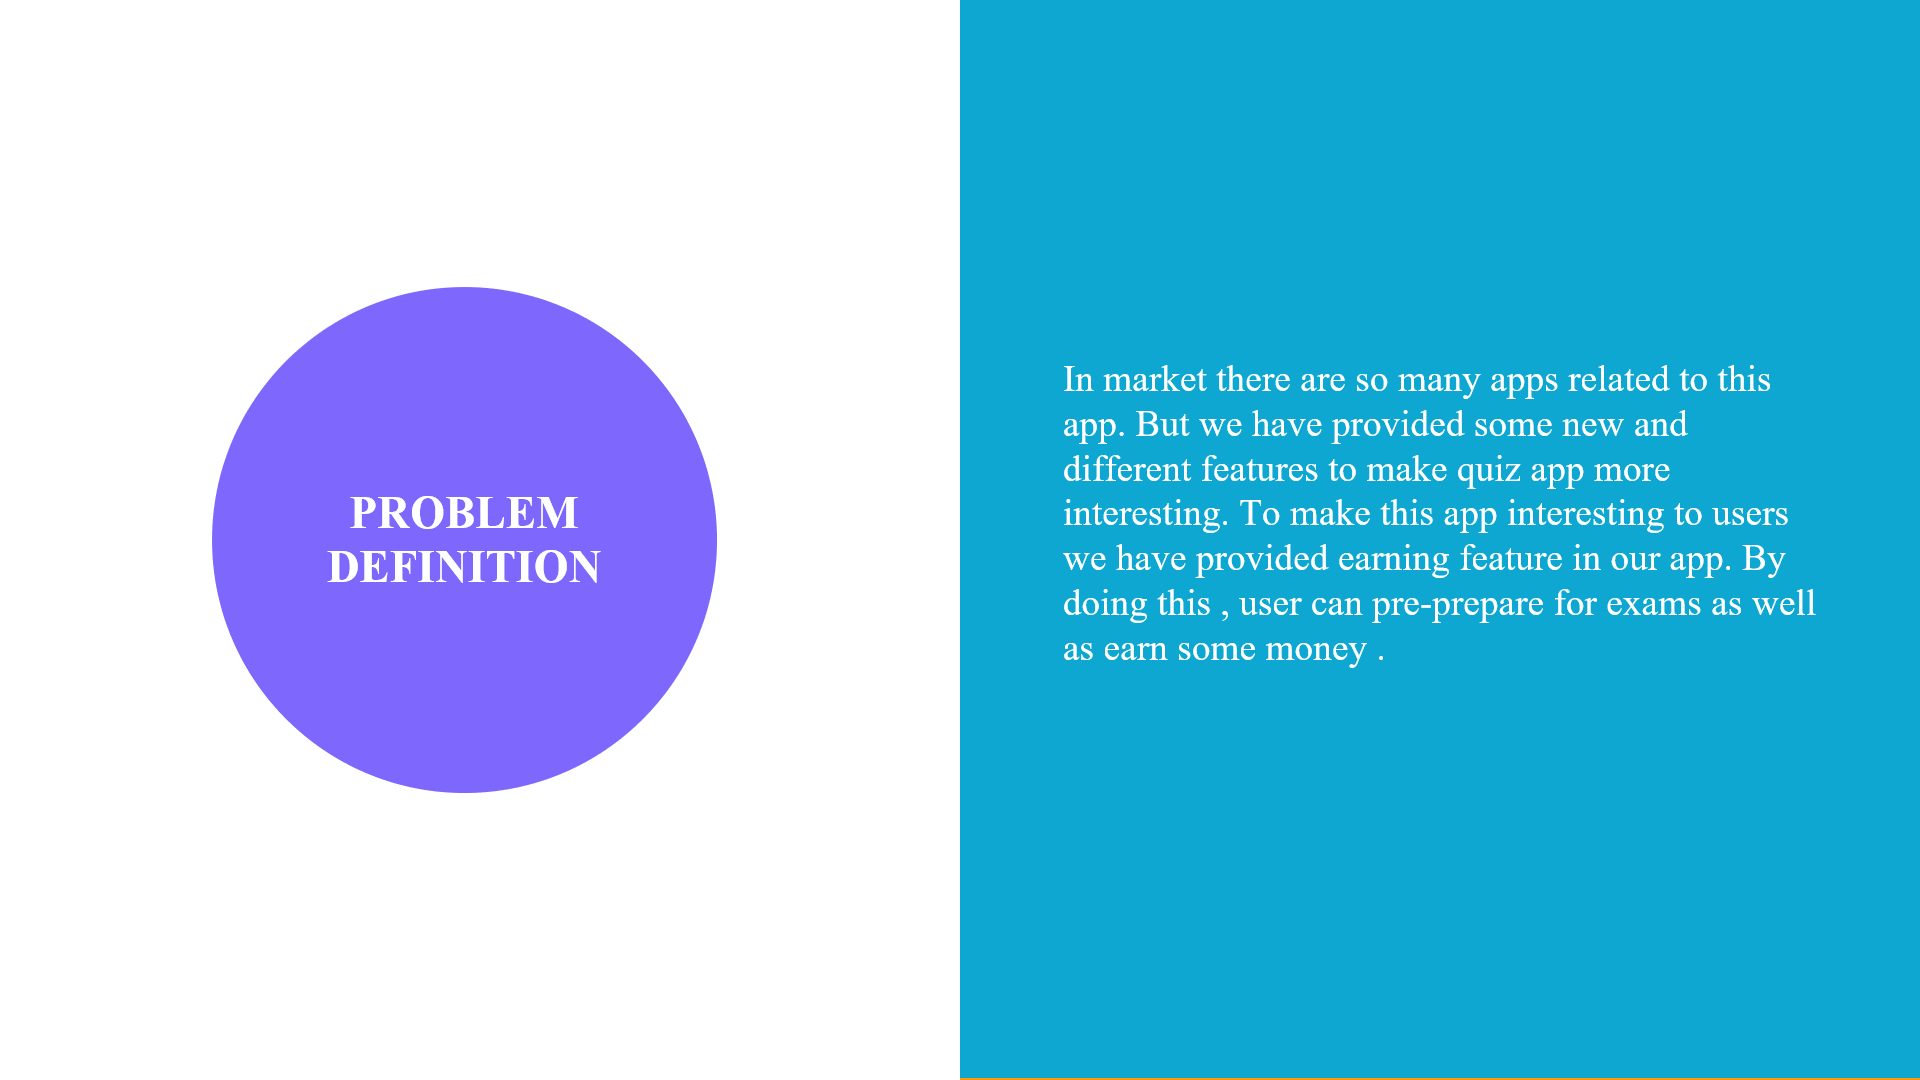 PROBLEM
DEFINITION
In market there are so many apps related to this
app. But we have provided some new and
different features to make quiz app more
interesting. To make this app interesting to users
we have provided earning feature in our app. By
doing this , user can pre-prepare for exams as well
as earn some money .